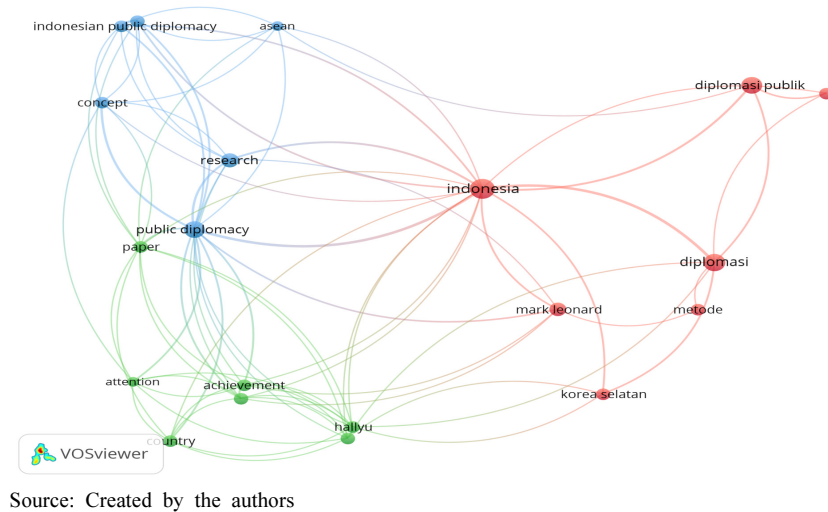 indonesian public diplomacy
asean
diplomasi publik
concept
research
indonesia
public diplomacy
paper
diplomasi
mark leonard
metode
attention
achievement
korea selatan
hallyu
country
VOSviewer
Source: Created by the authors